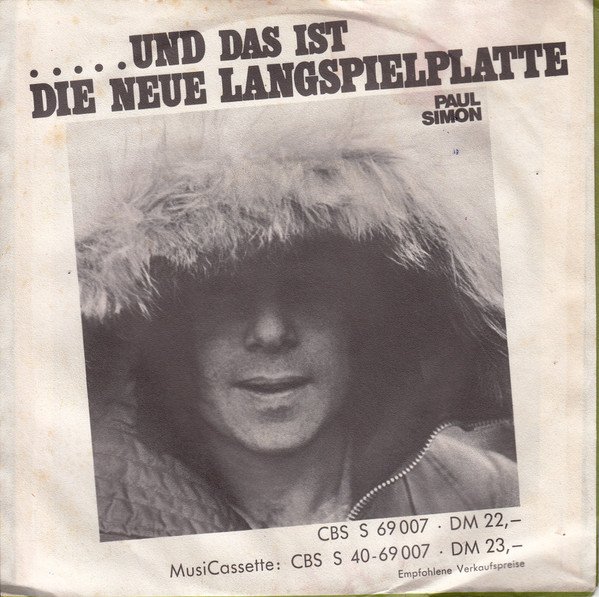 .....UND DAS IST
DIE NEUE LANGSPIELPLATTE
PAUL
SIMON
CBS S 69 007 · DM 22,–
MusiCassette: CBS S 40-69 007 · DM 23,–
Empfohlene Verkaufspreise